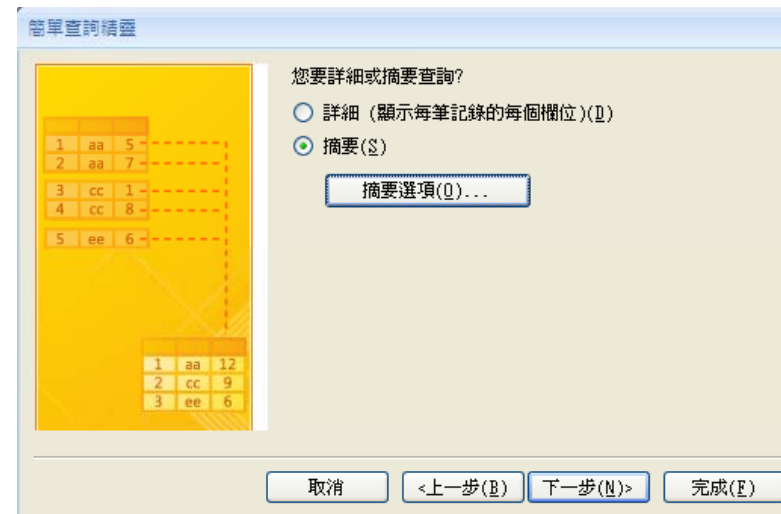 簡單查詢精靈
您要詳細或摘要查詢?
詳細 (顯示每筆記錄的每個欄位)(D)
摘要(S)
摘要選項(O)...
1 aa 5
2 aa 7
3 cc 1
4 cc 8
5 ee 6
1 aa 12
2 cc 9
3 ee 6
取消 <上一步(B) 下一步(N)> 完成(F)